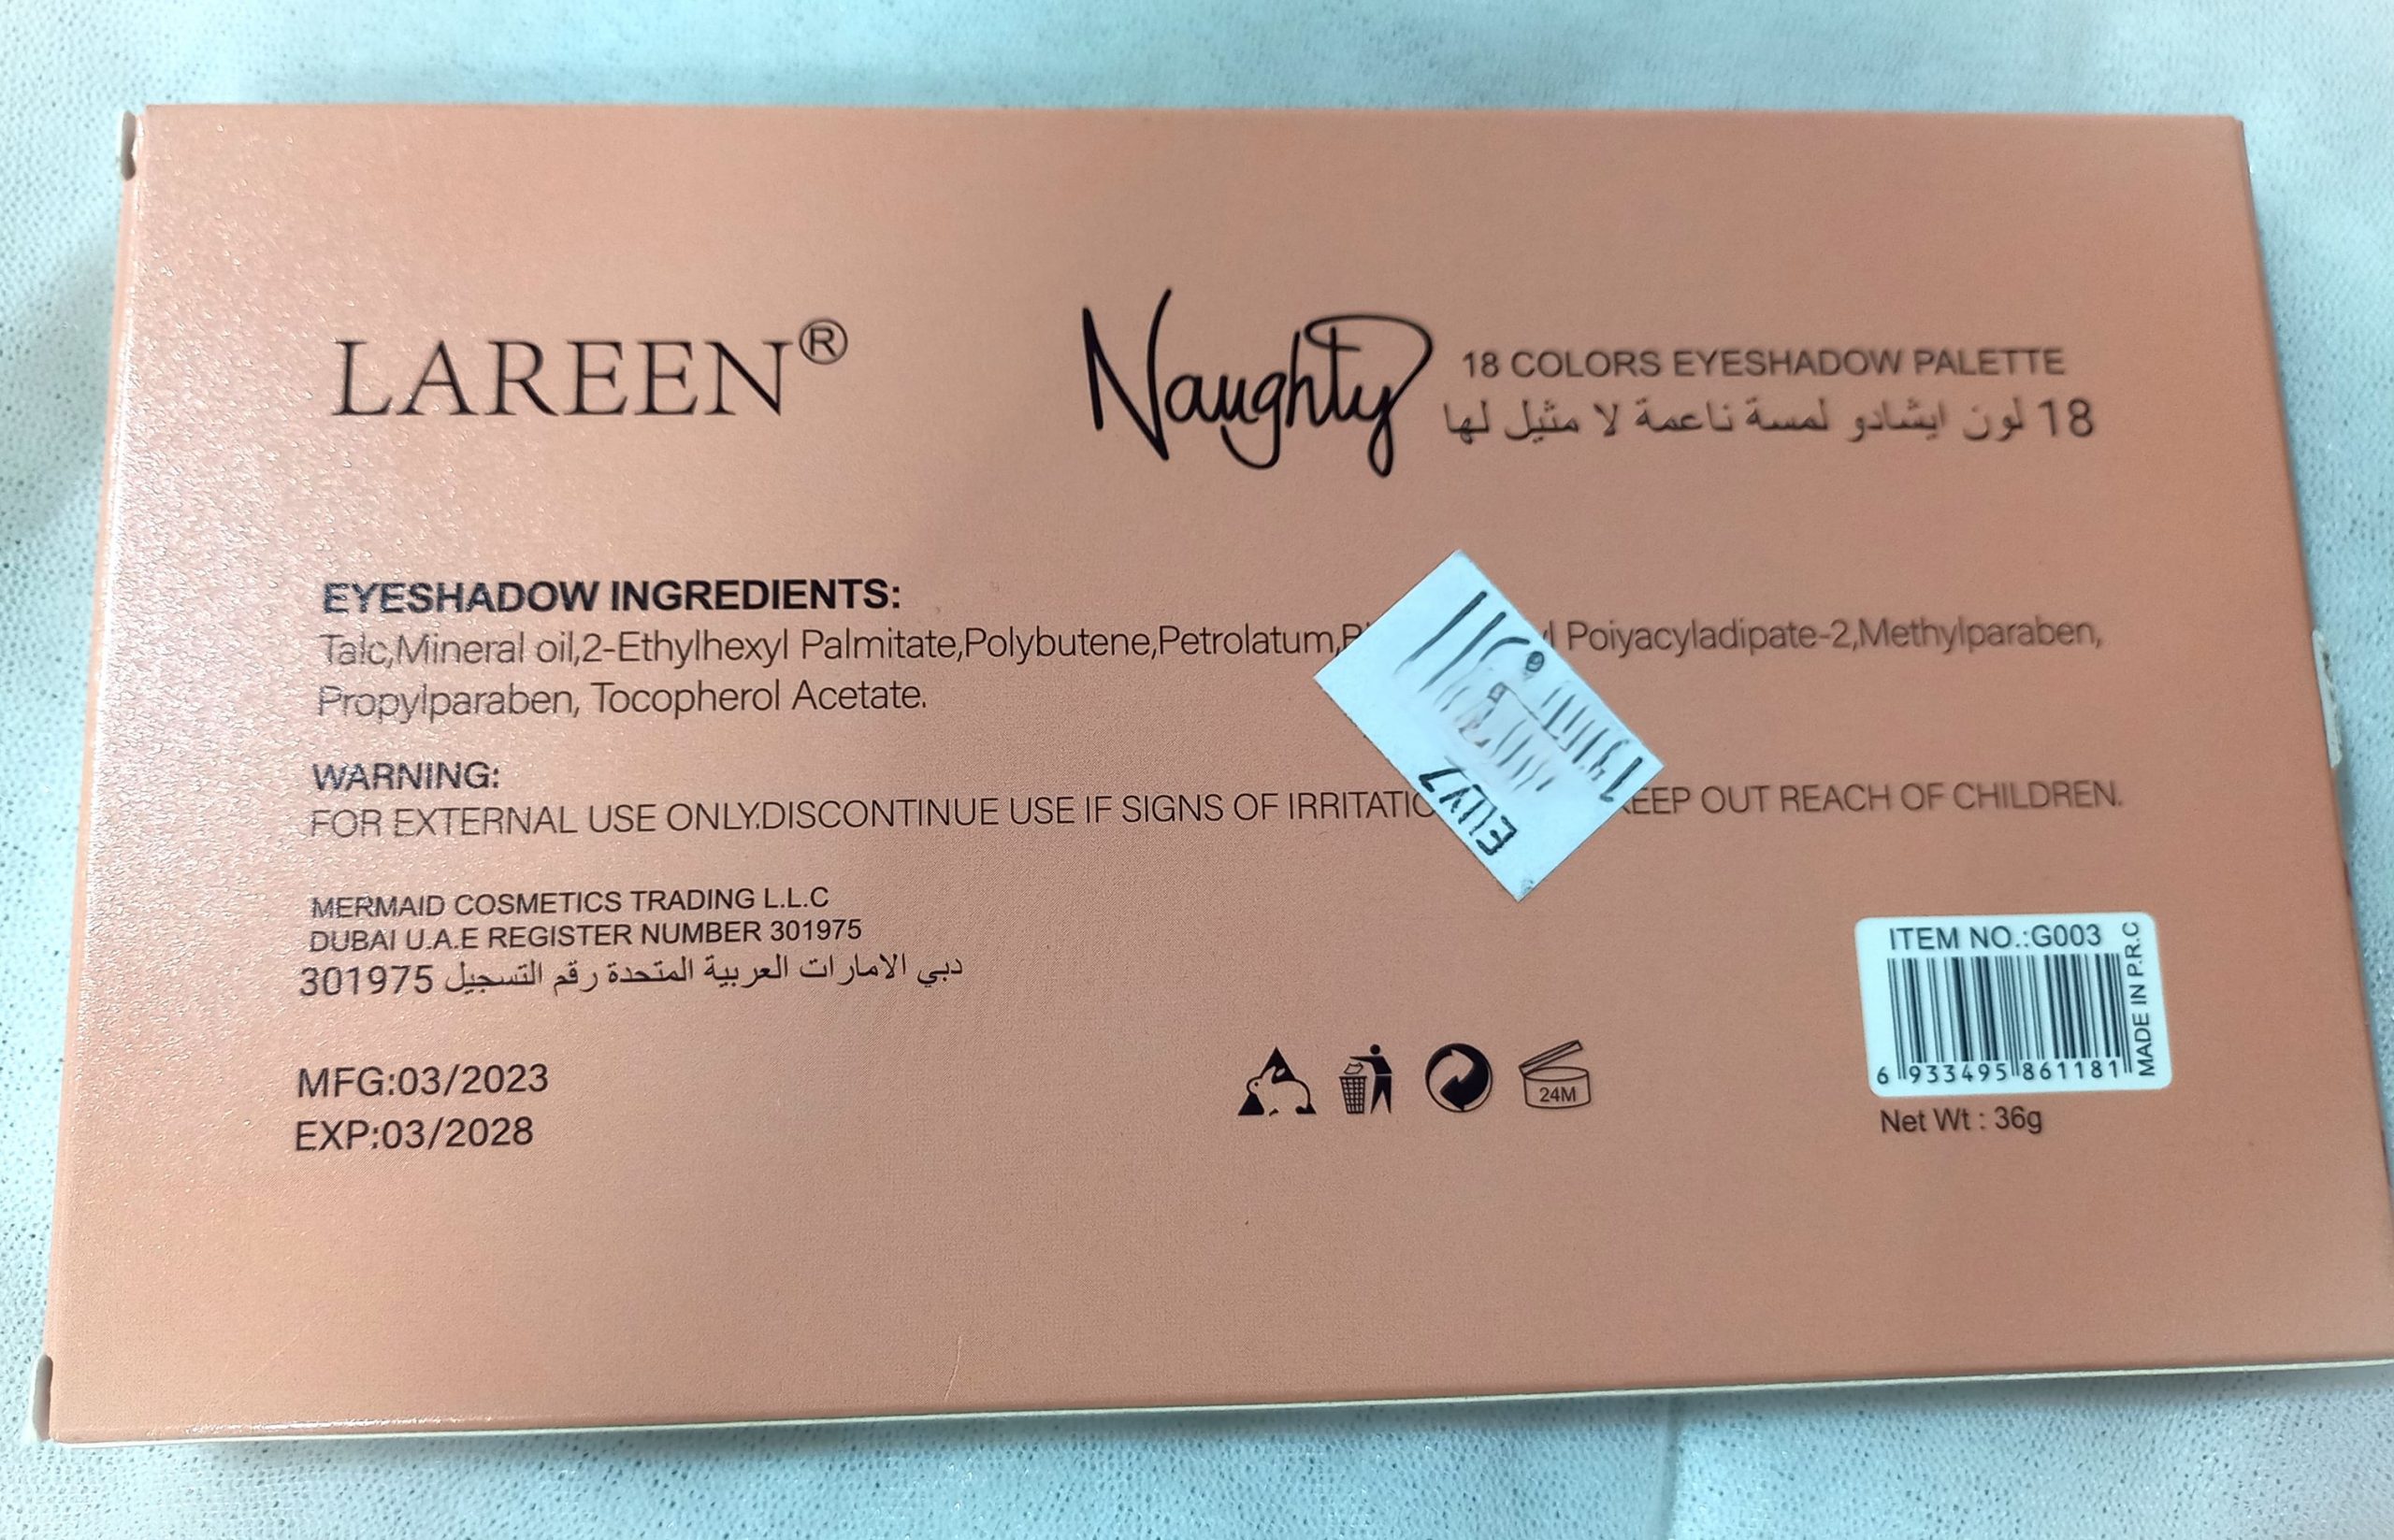 LAREEN®
Naughty
18 COLORS EYESHADOW PALETTE
18 لون ايشادو لمسة ناعمة لا مثيل لها
EYESHADOW INGREDIENTS:
Talc,Mineral oil,2-Ethylhexyl Palmitate,Polybutene,Petrolatum, Poiyacyladipate-2,Methylparaben,
Propylparaben, Tocopherol Acetate.
WARNING:
FOR EXTERNAL USE ONLY.DISCONTINUE USE IF SIGNS OF OUT REACH OF CHILDREN.
MERMAID COSMETICS TRADING L.L.C
DUBAI U.A.E REGISTER NUMBER 301975
دبي الامارات العربية المتحدة رقم التسجيل 301975
MFG:03/2023
EXP:03/2028
24M
ITEM NO.:G003
MADE IN P.R.C
6 933495 861181
Net Wt : 36g